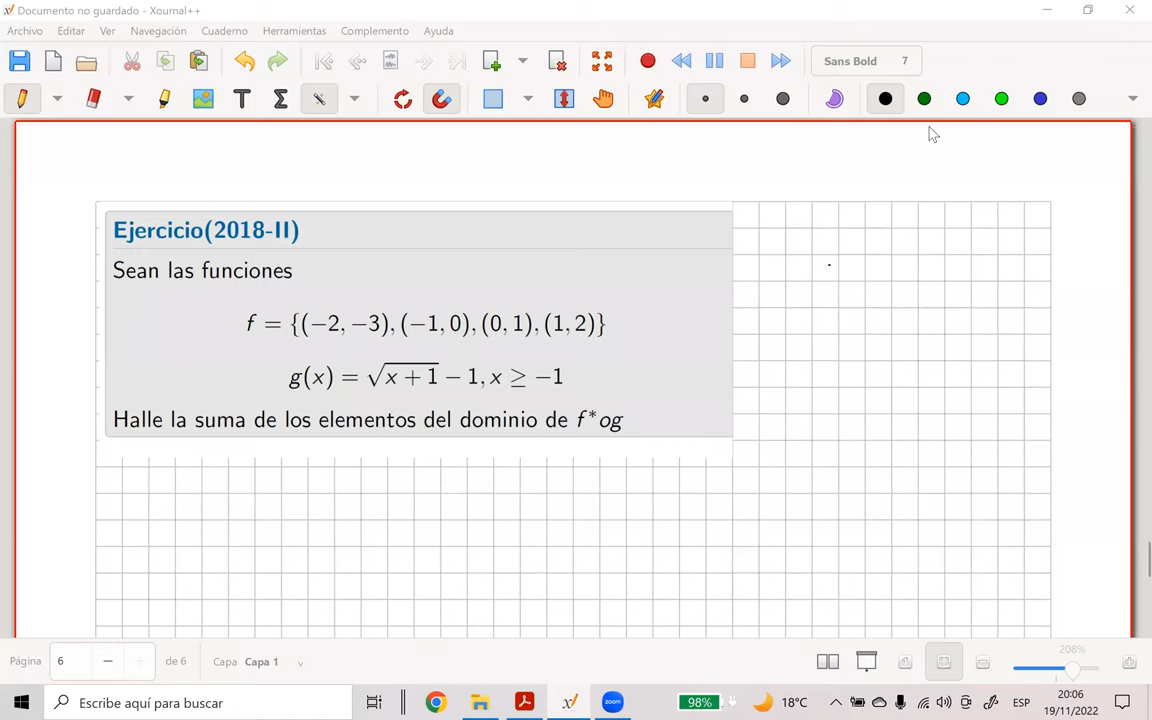 Documento no guardado - Xournal++
Archivo Editar Ver Navegación Cuaderno Herramientas Complemento Ayuda
Sans Bold 7
Ejercicio(2018-II)
Sean las funciones
f = {(−2, −3), (−1, 0), (0, 1), (1, 2)}
g(x) = √(x + 1) − 1, x ≥ −1
Halle la suma de los elementos del dominio de f*og
Página 6 de 6 Capa Capa 1 208%
Escribe aquí para buscar zoom 98% 18°C ESP 20:06
19/11/2022